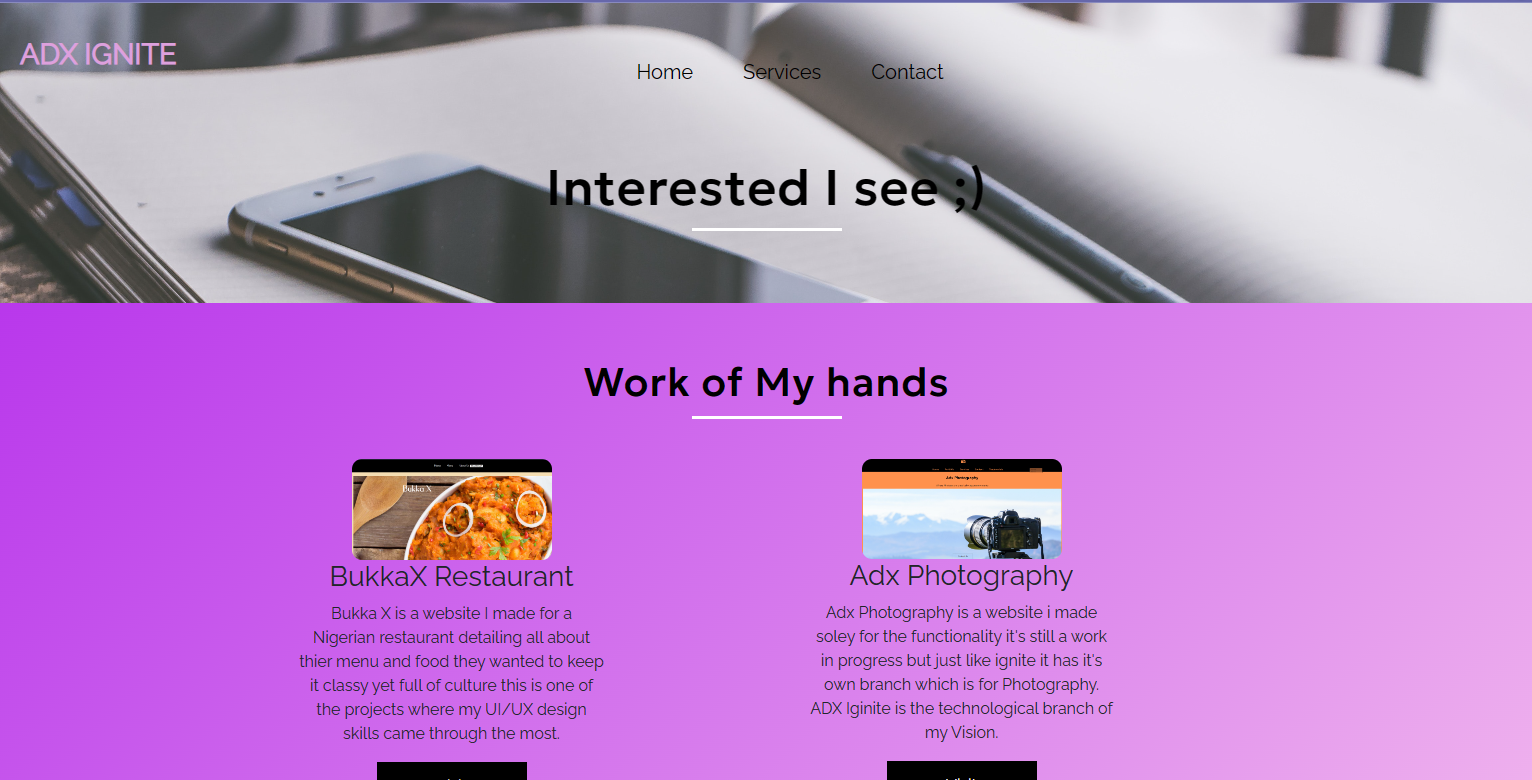 ADX IGNITE
Home Services Contact
Interested I see ;)
Work of My hands
Bukka X
Adx Photography
BukkaX Restaurant
Bukka X is a website I made for a
Nigerian restaurant detailing all about
thier menu and food they wanted to keep
it classy yet full of culture this is one of
the projects where my UI/UX design
skills came through the most.
Adx Photography
Adx Photography is a website i made
soley for the functionality it's still a work
in progress but just like ignite it has it's
own branch which is for Photography.
ADX Iginite is the technological branch of
my Vision.